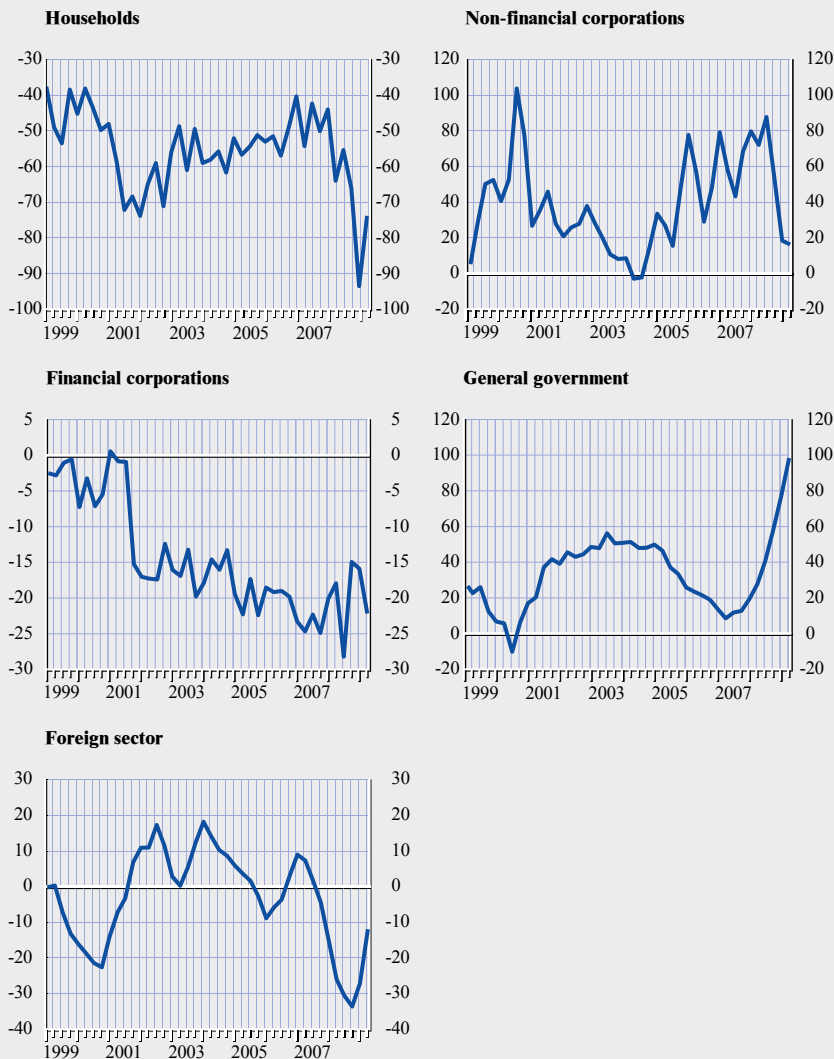 Households
Non-financial corporations
-30 -30 120 120
-40 -40 100 100
-50 -50 80 80
-60 -60 60 60
-70 -70 40 40
-80 -80 20 20
-90 -90 0 0
-100 -100 -20 -20
1999 2001 2003 2005 2007 1999 2001 2003 2005 2007
Financial corporations
General government
5 5 120 120
0 0 100 100
-5 -5 80 80
-10 -10 60 60
-15 -15 40 40
-20 -20 20 20
-25 -25 0 0
-30 -30 -20 -20
1999 2001 2003 2005 2007 1999 2001 2003 2005 2007
Foreign sector
30 30
20 20
10 10
0 0
-10 -10
-20 -20
-30 -30
-40 -40
1999 2001 2003 2005 2007